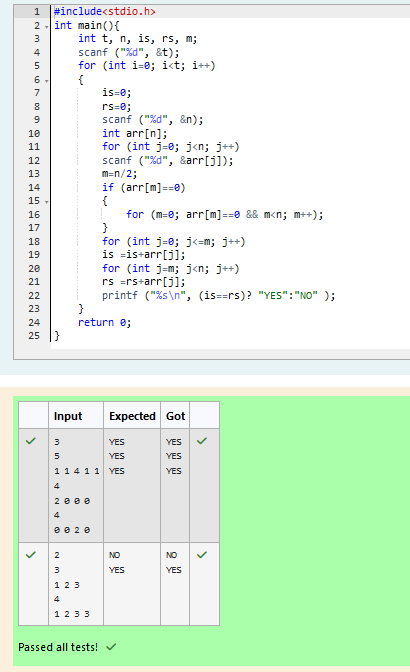 1 #include<stdio.h>
2 int main(){
3     int t, n, is, rs, m;
4     scanf ("%d", &t);
5     for (int i=0; i<t; i++)
6     {
7         is=0;
8         rs=0;
9         scanf ("%d", &n);
10         int arr[n];
11         for (int j=0; j<n; j++)
12         scanf ("%d", &arr[j]);
13         m=n/2;
14         if (arr[m]==0)
15         {
16             for (m=0; arr[m]==0 && m<n; m++);
17         }
18         for (int j=0; j<=m; j++)
19         is =is+arr[j];
20         for (int j=m; j<n; j++)
21         rs =rs+arr[j];
22         printf ("%s\n", (is==rs)? "YES":"NO" );
23     }
24     return 0;
25 }
Input Expected Got
3 YES YES
5 YES YES
1 1 4 1 1 YES YES
4
2 0 0 0
4
0 0 2 0
2 NO NO
3 YES YES
1 2 3
4
1 2 3 3
Passed all tests!